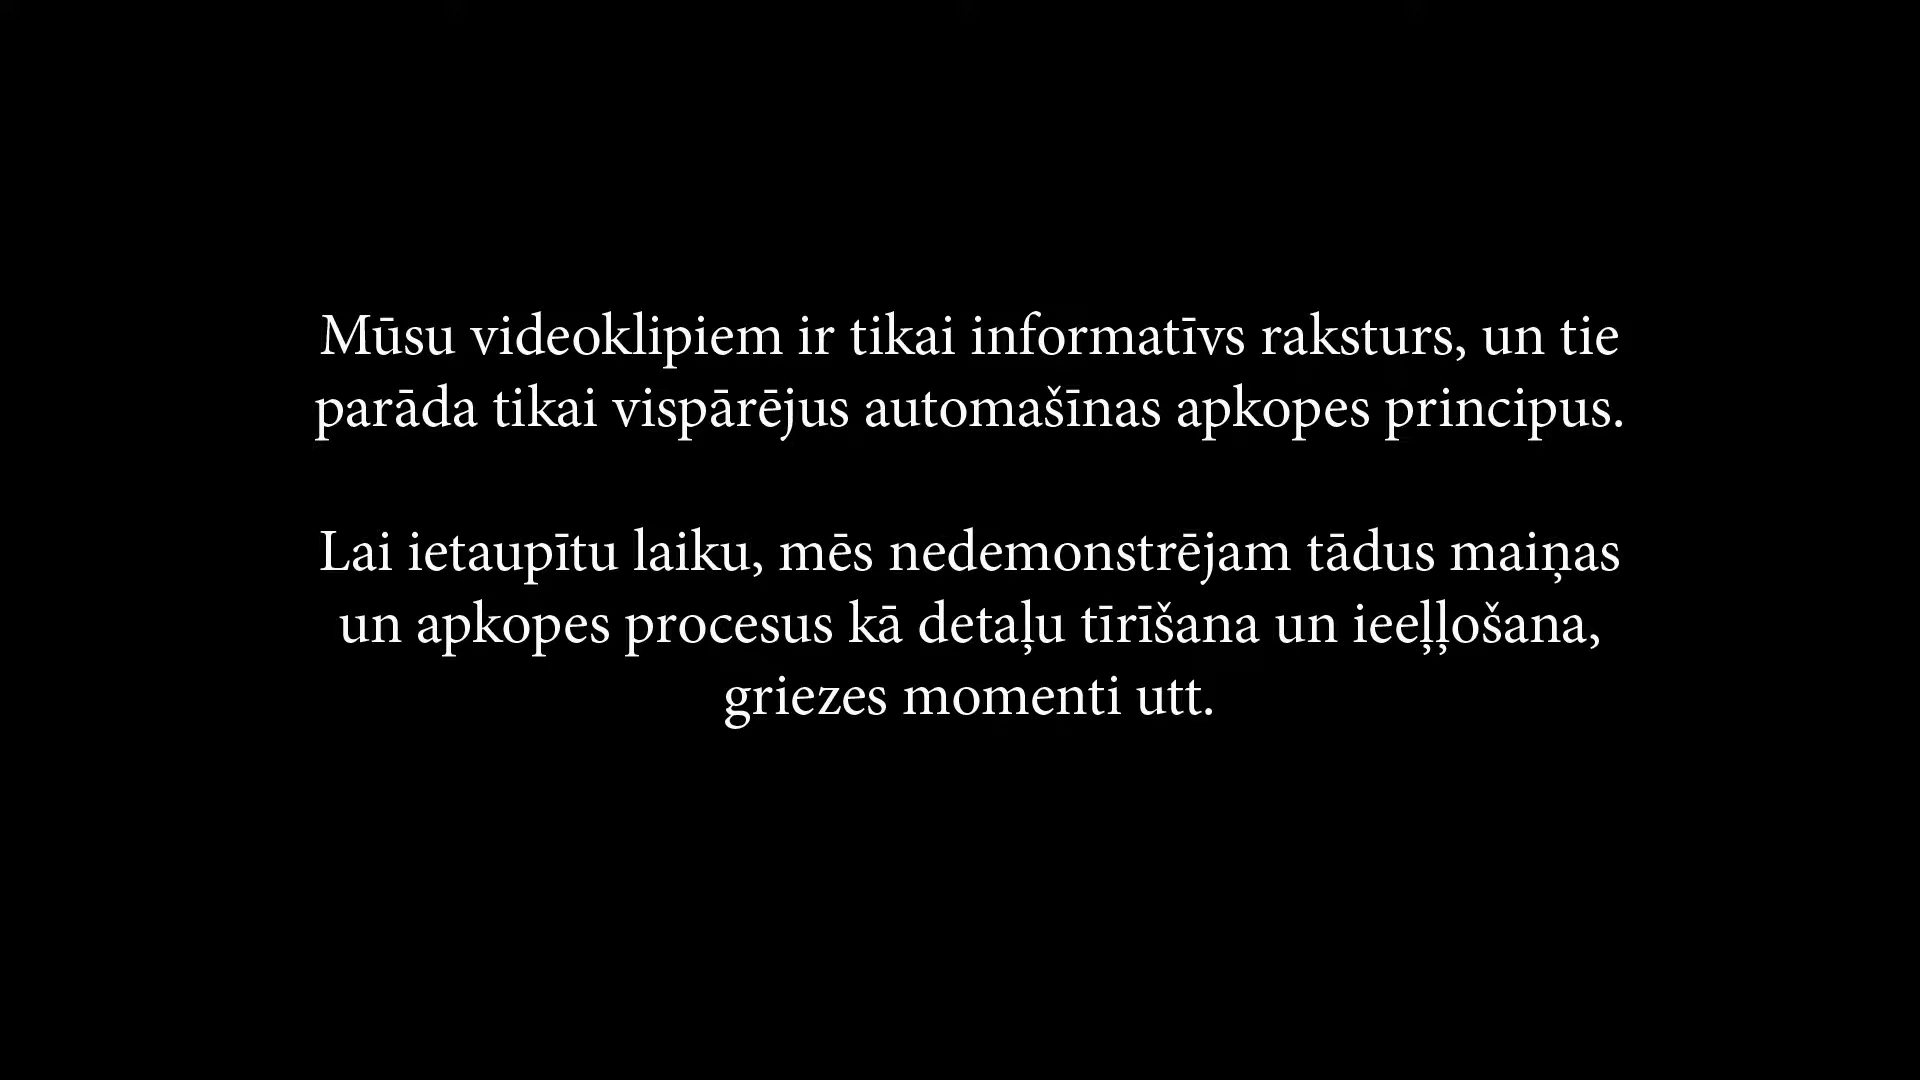 Mūsu videoklipiem ir tikai informatīvs raksturs, un tie
parāda tikai vispārējus automašīnas apkopes principus.
Lai ietaupītu laiku, mēs nedemonstrējam tādus maiņas
un apkopes procesus kā detaļu tīrīšana un ieeļļošana,
griezes momenti utt.